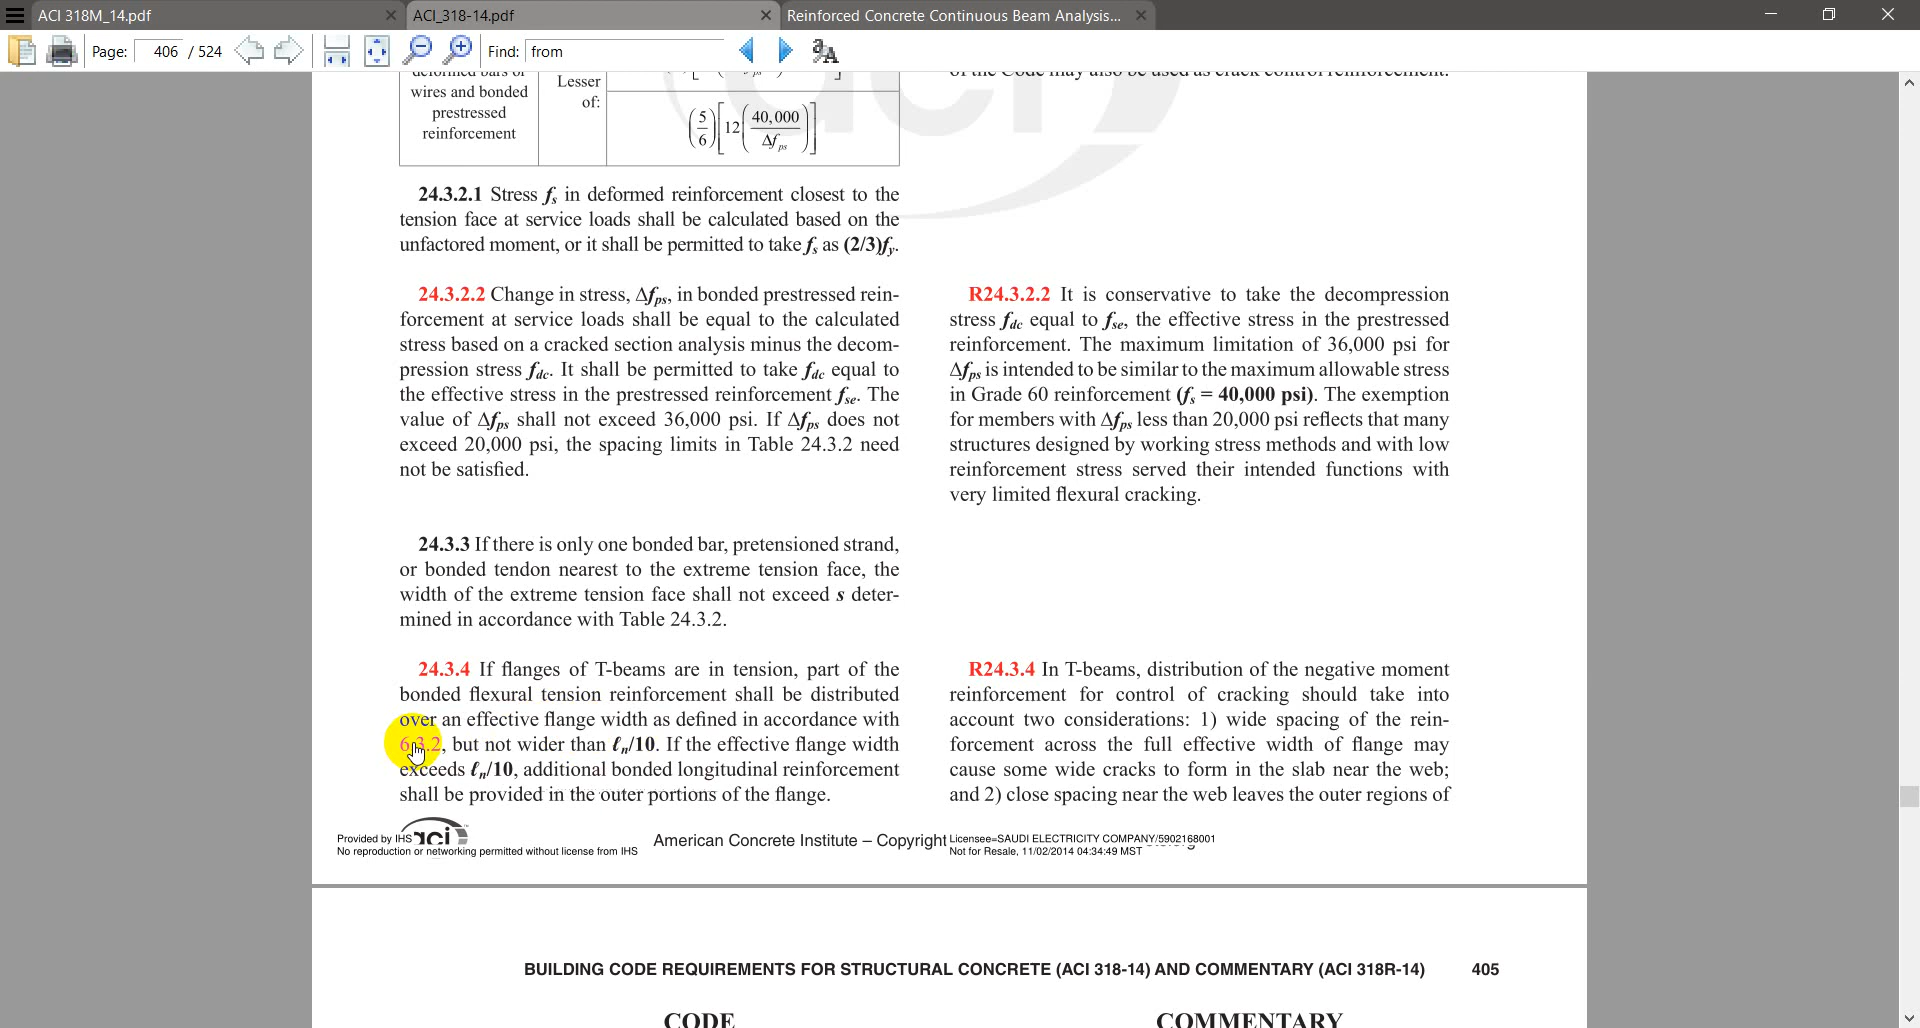 ACI 318M_14.pdf
ACI_318-14.pdf
Reinforced Concrete Continuous Beam Analysis...
Page: 406 / 524
Find: from
wires and bonded
prestressed
reinforcement
Lesser
of:
(5/6)[12(40,000/Δfps)]
of the Code may also be used as crack control reinforcement.
24.3.2.1 Stress fs in deformed reinforcement closest to the
tension face at service loads shall be calculated based on the
unfactored moment, or it shall be permitted to take fs as (2/3)fy.
24.3.2.2 Change in stress, Δfps, in bonded prestressed rein-
forcement at service loads shall be equal to the calculated
stress based on a cracked section analysis minus the decom-
pression stress fdc. It shall be permitted to take fdc equal to
the effective stress in the prestressed reinforcement fse. The
value of Δfps shall not exceed 36,000 psi. If Δfps does not
exceed 20,000 psi, the spacing limits in Table 24.3.2 need
not be satisfied.
24.3.3 If there is only one bonded bar, pretensioned strand,
or bonded tendon nearest to the extreme tension face, the
width of the extreme tension face shall not exceed s deter-
mined in accordance with Table 24.3.2.
24.3.4 If flanges of T-beams are in tension, part of the
bonded flexural tension reinforcement shall be distributed
over an effective flange width as defined in accordance with
6.3.2, but not wider than ℓn/10. If the effective flange width
exceeds ℓn/10, additional bonded longitudinal reinforcement
shall be provided in the outer portions of the flange.
R24.3.2.2 It is conservative to take the decompression
stress fdc equal to fse, the effective stress in the prestressed
reinforcement. The maximum limitation of 36,000 psi for
Δfps is intended to be similar to the maximum allowable stress
in Grade 60 reinforcement (fs = 40,000 psi). The exemption
for members with Δfps less than 20,000 psi reflects that many
structures designed by working stress methods and with low
reinforcement stress served their intended functions with
very limited flexural cracking.
R24.3.4 In T-beams, distribution of the negative moment
reinforcement for control of cracking should take into
account two considerations: 1) wide spacing of the rein-
forcement across the full effective width of flange may
cause some wide cracks to form in the slab near the web;
and 2) close spacing near the web leaves the outer regions of
Provided by IHS
aci
No reproduction or networking permitted without license from IHS
American Concrete Institute – Copyright
Licensee=SAUDI ELECTRICITY COMPANY/5902168001
Not for Resale, 11/02/2014 04:34:49 MST
BUILDING CODE REQUIREMENTS FOR STRUCTURAL CONCRETE (ACI 318-14) AND COMMENTARY (ACI 318R-14) 405
CODE
COMMENTARY